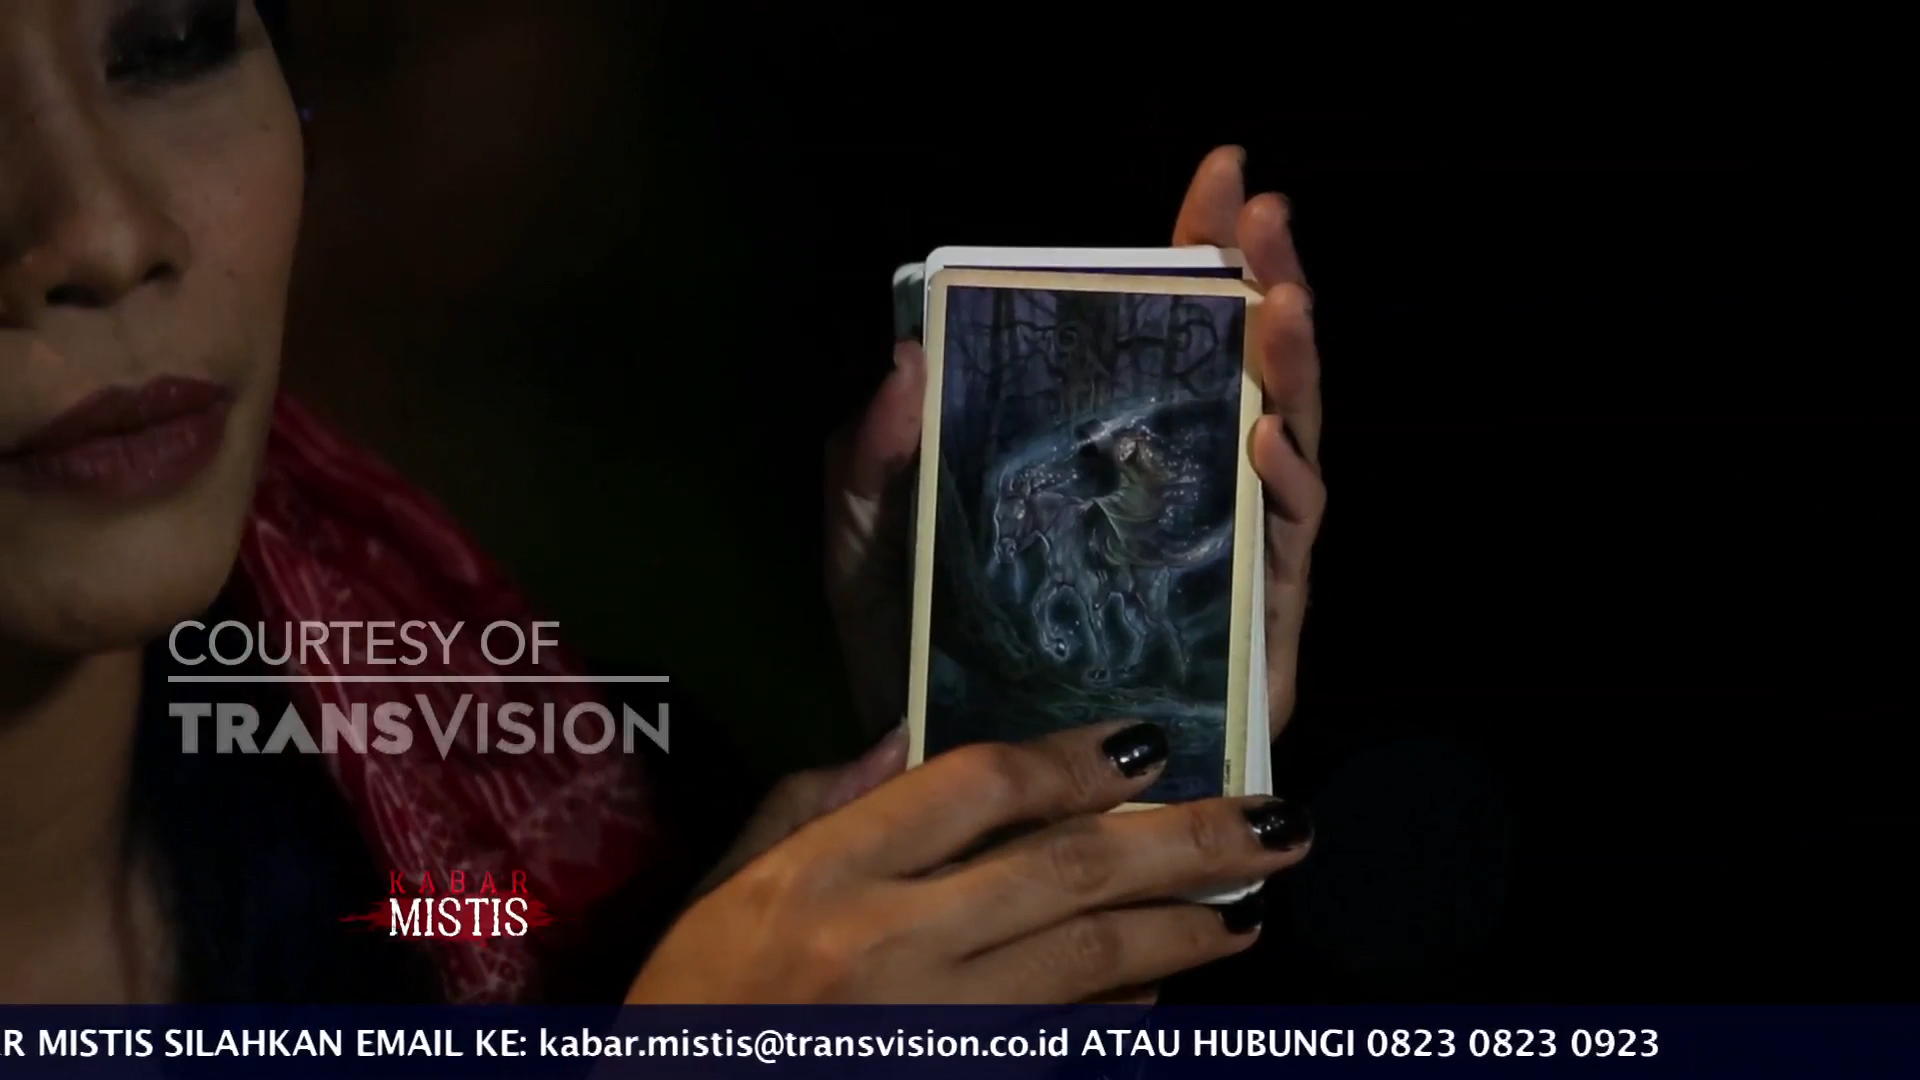 COURTESY OF
TRANSVISION
KABAR
MISTIS
R MISTIS SILAHKAN EMAIL KE: kabar.mistis@transvision.co.id ATAU HUBUNGI 0823 0823 0923